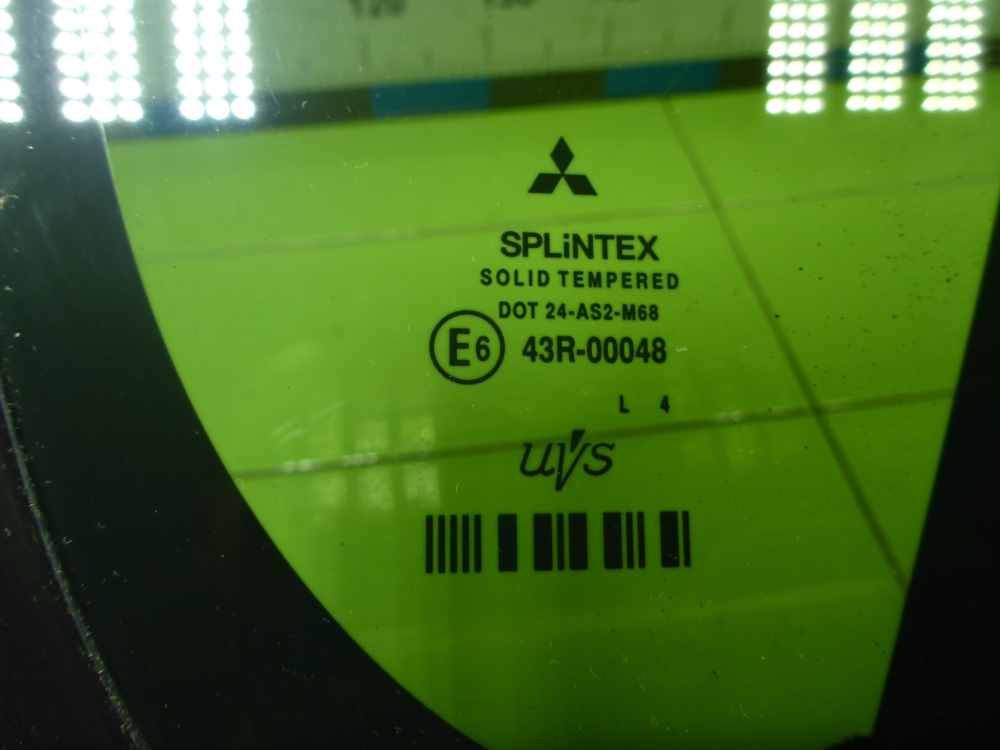 SPLiNTEX
SOLID TEMPERED
DOT 24-AS2-M68
E6 43R-00048
L 4
uVs